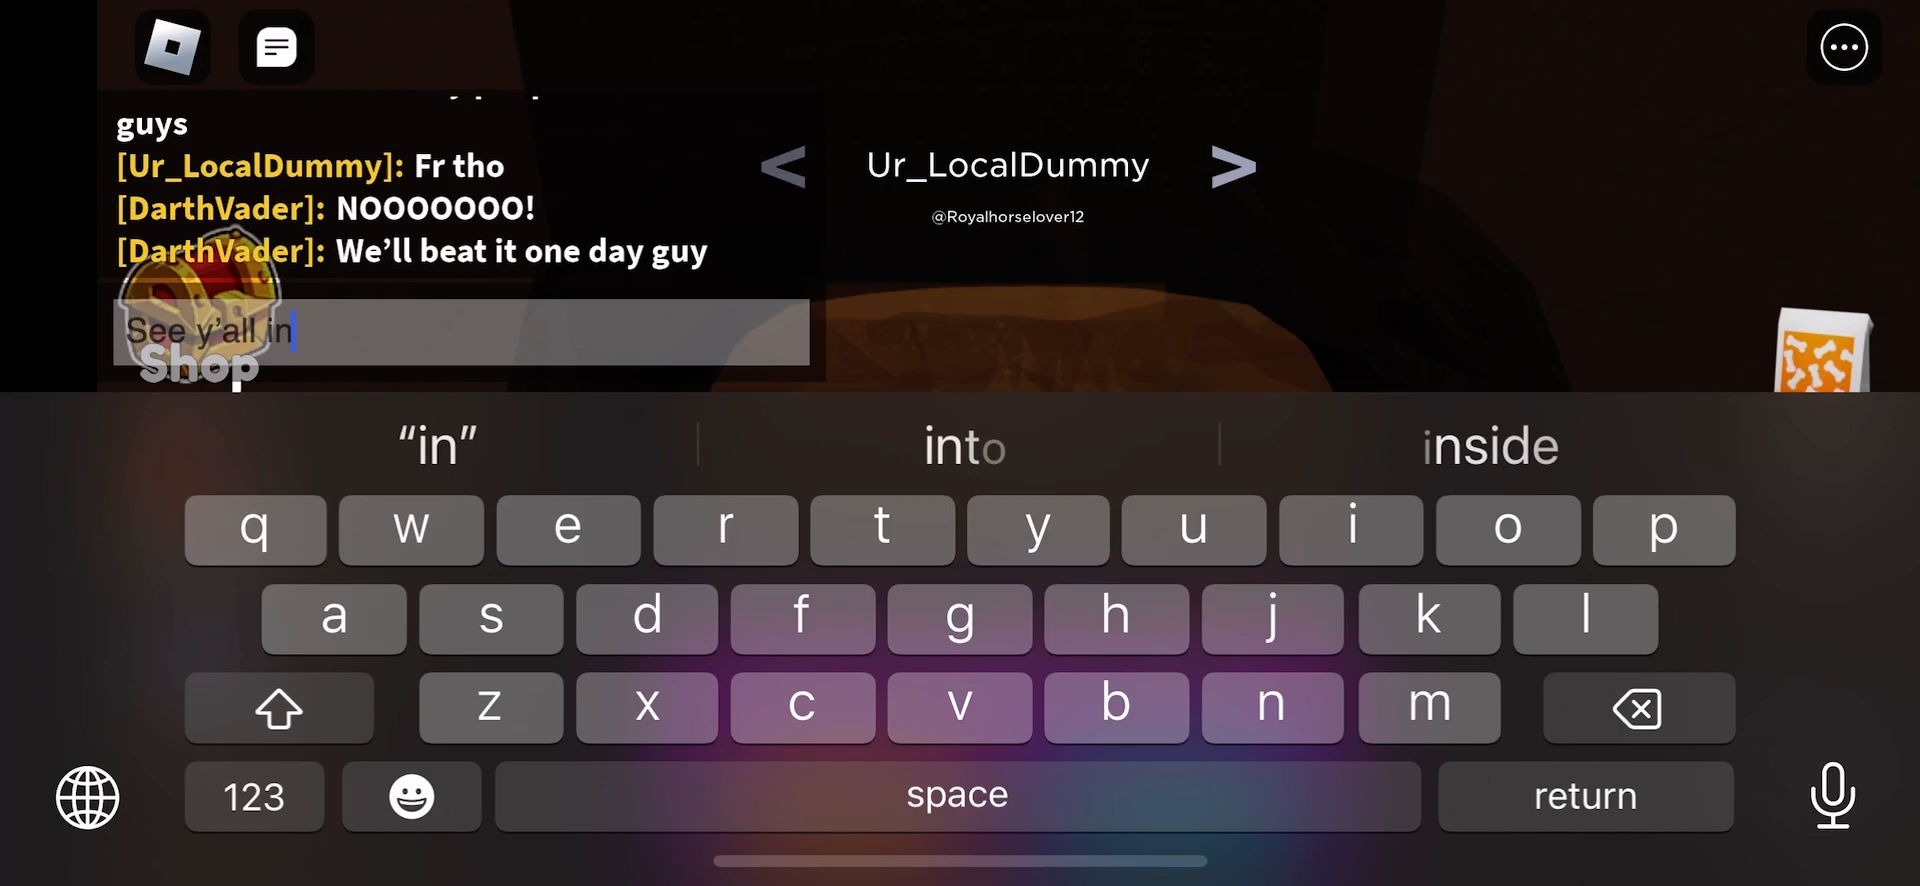 guys
[Ur_LocalDummy]: Fr tho
[DarthVader]: NOOOOOOO!
[DarthVader]: We’ll beat it one day guy
See y’all in
Shop
< Ur_LocalDummy >
@Royalhorselover12
“in” into inside
q w e r t y u i o p
a s d f g h j k l
z x c v b n m
123 space return